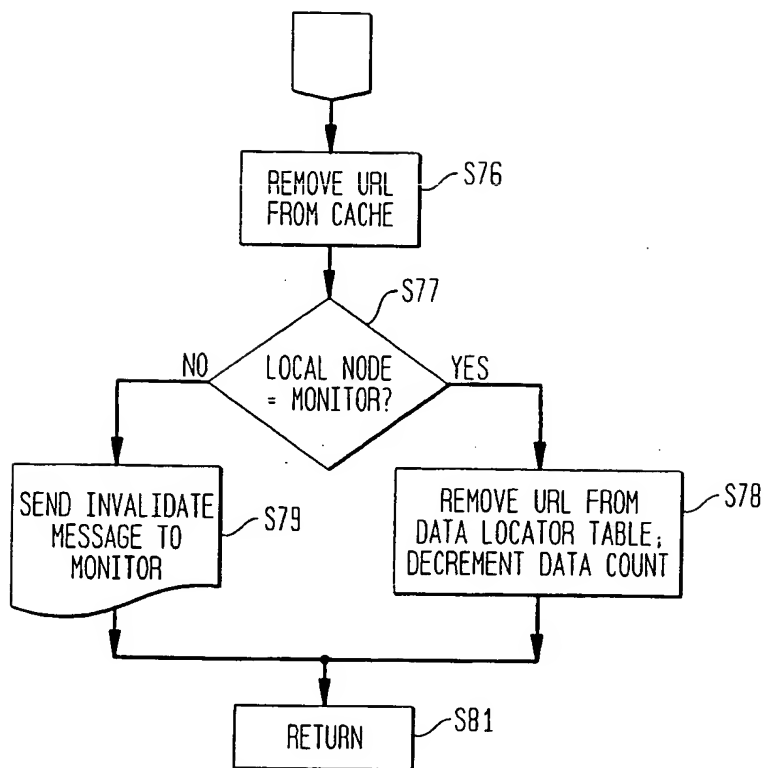 REMOVE URL
FROM CACHE
S76
S77
NO
LOCAL NODE
= MONITOR?
YES
SEND INVALIDATE
MESSAGE TO
MONITOR
S79
REMOVE URL FROM
DATA LOCATOR TABLE;
DECREMENT DATA COUNT
S78
RETURN
S81